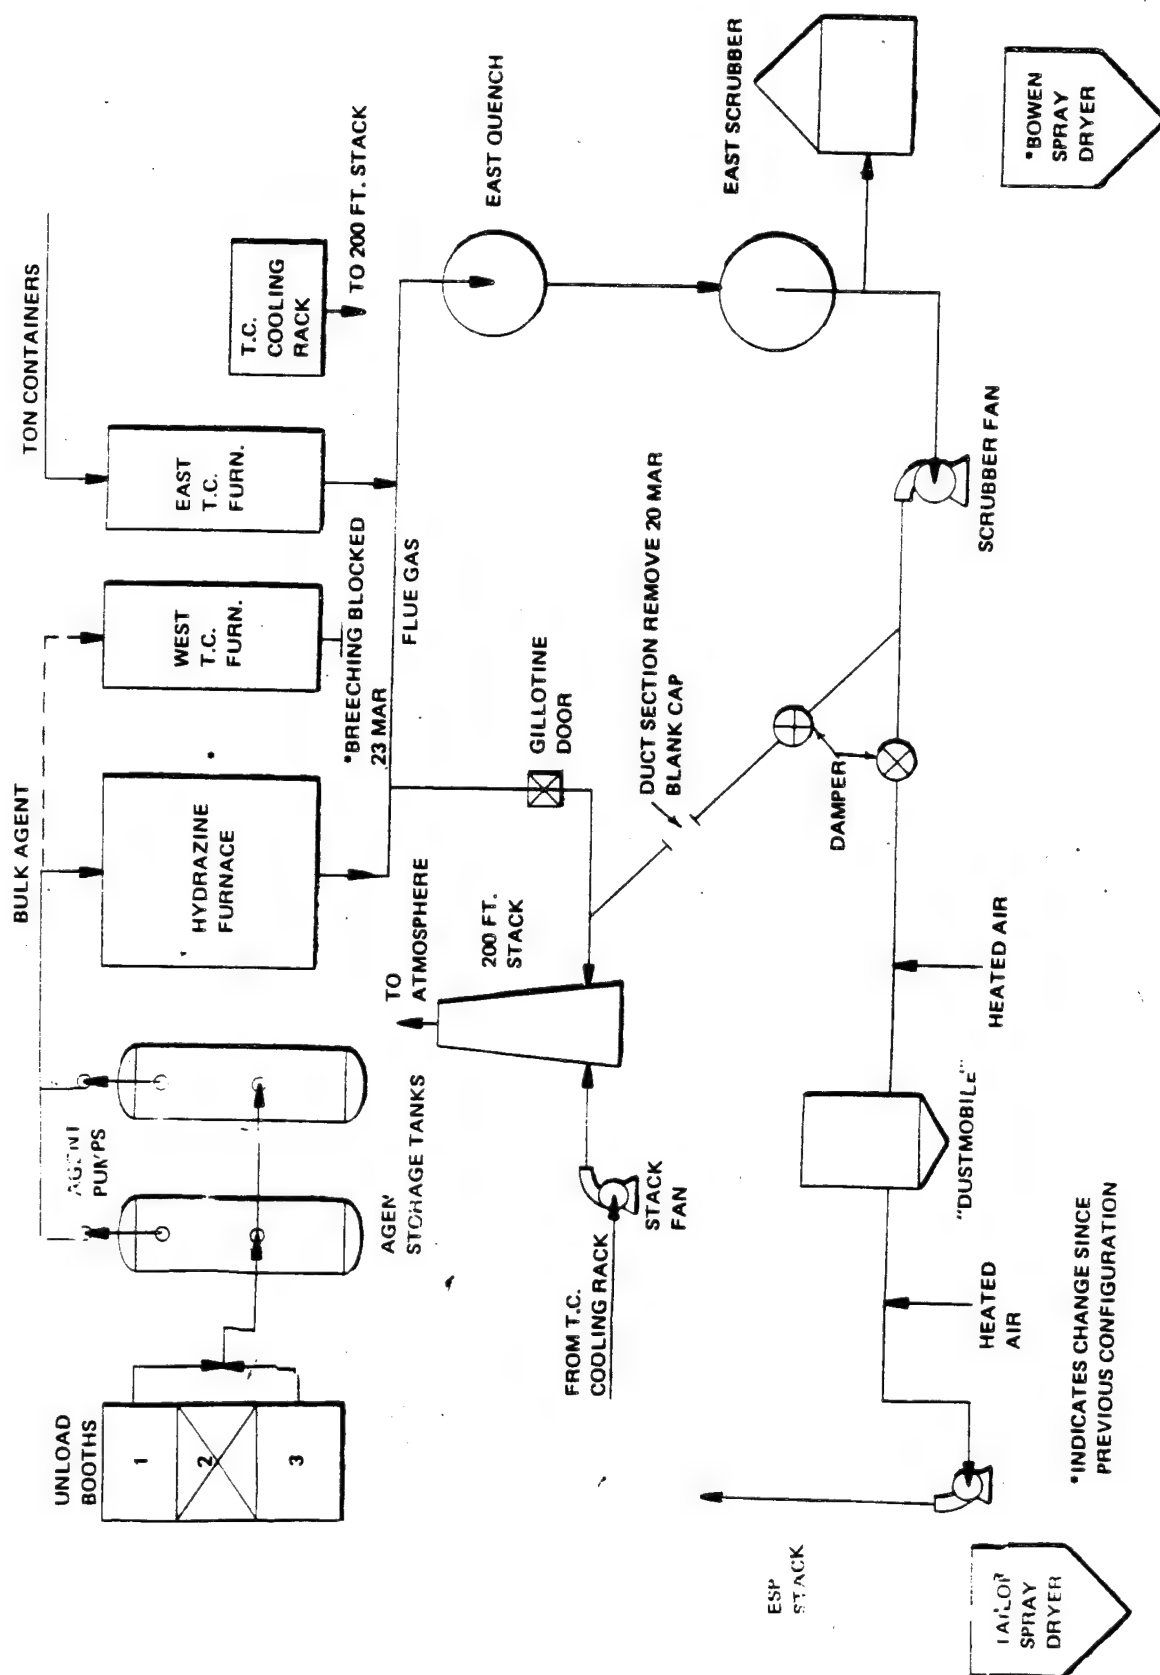 UNLOAD
BOOTHS
1
2
3
PUMPS
STORAGE TANKS
BULK AGENT
HYDRAZINE
FURNACE
WEST
T.C.
FURN.
EAST
T.C.
FURN.
TON CONTAINERS
T.C.
COOLING
RACK
TO 200 FT. STACK
*BREECHING BLOCKED
23 MAR
FLUE GAS
EAST QUENCH
TO
ATMOSPHERE
200 FT.
STACK
GILLOTINE
DOOR
FROM T.C.
COOLING RACK
STACK
FAN
DUCT SECTION REMOVE 20 MAR
BLANK CAP
DAMPER
EAST SCRUBBER
SCRUBBER FAN
*BOWEN
SPRAY
DRYER
HEATED AIR
"DUSTMOBILE"
HEATED
AIR
ESP
STACK
SPRAY
DRYER
*INDICATES CHANGE SINCE
PREVIOUS CONFIGURATION